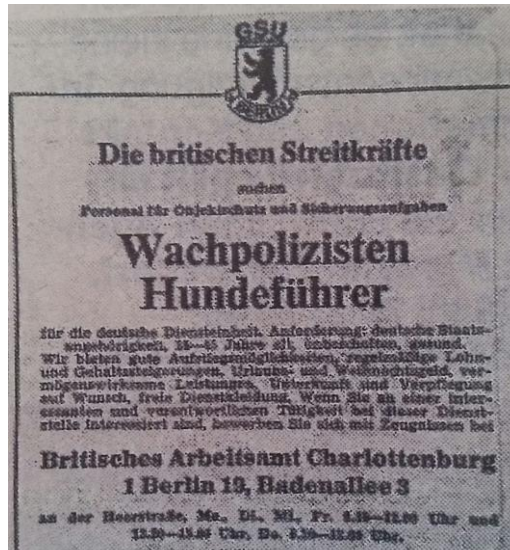 GSU
BERLIN
Die britischen Streitkräfte
suchen
Personal für Objektschutz und Sicherungsaufgaben
Wachpolizisten
Hundeführer
für die deutsche Diensteinheit. Anforderung: deutsche Staats-
angehörigkeit, Jahre alt, unbescholten, gesund.
Wir bieten gute Aufstiegsmöglichkeiten, regelmäßige Lohn-
und Gehaltssteigerungen, Urlaubs- und Weihnachtsgeld, ver-
mögenswirksame Leistungen, Unterkunft und Verpflegung
auf Wunsch, freie Dienstkleidung. Wenn Sie an einer inter-
essanten und verantwortlichen Tätigkeit bei dieser Dienst-
stelle interessiert sind, bewerben Sie sich mit Zeugnissen bei
Britisches Arbeitsamt Charlottenburg
1 Berlin 19, Badenallee 3
an der Heerstraße, Mo., Di., Mi., Fr. Uhr und
Uhr, Do. Uhr.